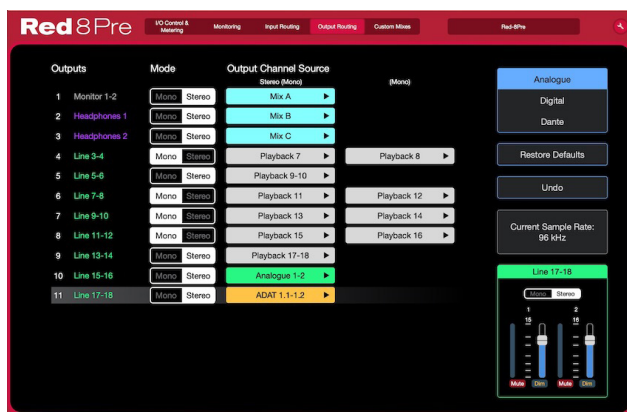 Red 8Pre
I/O Control & Metering Monitoring Input Routing Output Routing Custom Mixes Red-8Pre
Outputs Mode Output Channel Source
Stereo (Mono) (Mono)
1 Monitor 1-2 Mono Stereo Mix A
2 Headphones 1 Mono Stereo Mix B
3 Headphones 2 Mono Stereo Mix C
4 Line 3-4 Mono Stereo Playback 7 Playback 8
5 Line 5-6 Mono Stereo Playback 9-10
6 Line 7-8 Mono Stereo Playback 11 Playback 12
7 Line 9-10 Mono Stereo Playback 13 Playback 14
8 Line 11-12 Mono Stereo Playback 15 Playback 16
9 Line 13-14 Mono Stereo Playback 17-18
10 Line 15-16 Mono Stereo Analogue 1-2
11 Line 17-18 Mono Stereo ADAT 1.1-1.2
Analogue
Digital
Dante
Restore Defaults
Undo
Current Sample Rate:
96 kHz
Line 17-18
Mono Stereo
1 2
15 16
Mute Dim Mute Dim